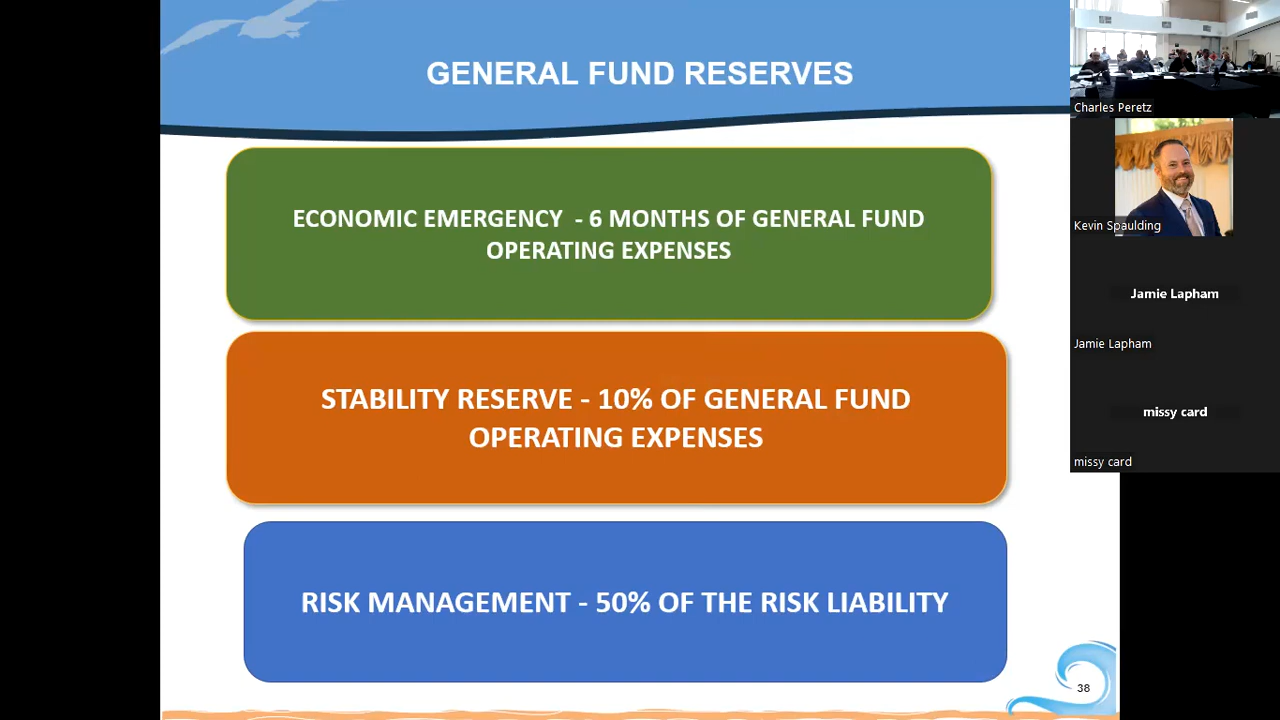 GENERAL FUND RESERVES
ECONOMIC EMERGENCY - 6 MONTHS OF GENERAL FUND
OPERATING EXPENSES
STABILITY RESERVE - 10% OF GENERAL FUND
OPERATING EXPENSES
RISK MANAGEMENT - 50% OF THE RISK LIABILITY
38
Charles Peretz
Kevin Spaulding
Jamie Lapham
Jamie Lapham
missy card
missy card